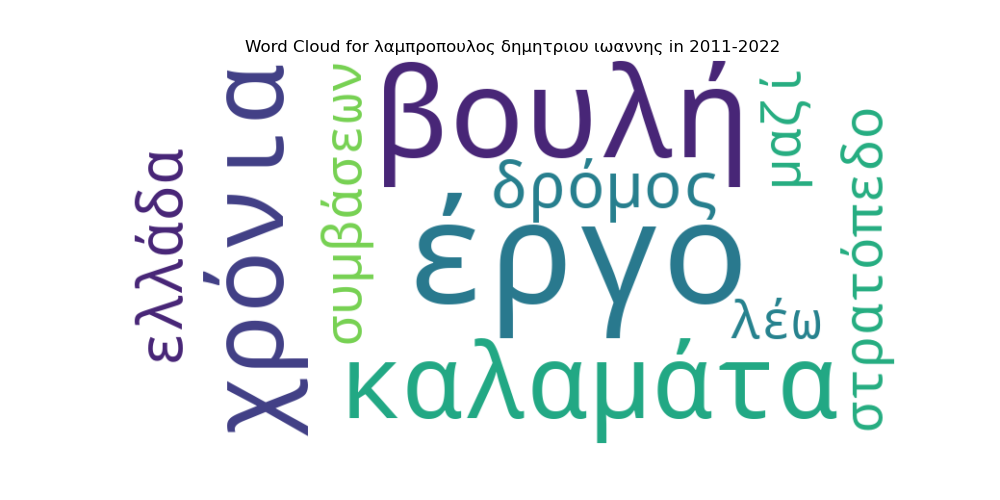 Word Cloud for λαμπροπουλος δημητριου ιωαννης in 2011-2022
ελλάδα
χρόνια
συμβάσεων
βουλή
μαζί
δρόμος
έργο
λέω
στρατόπεδο
καλαμάτα